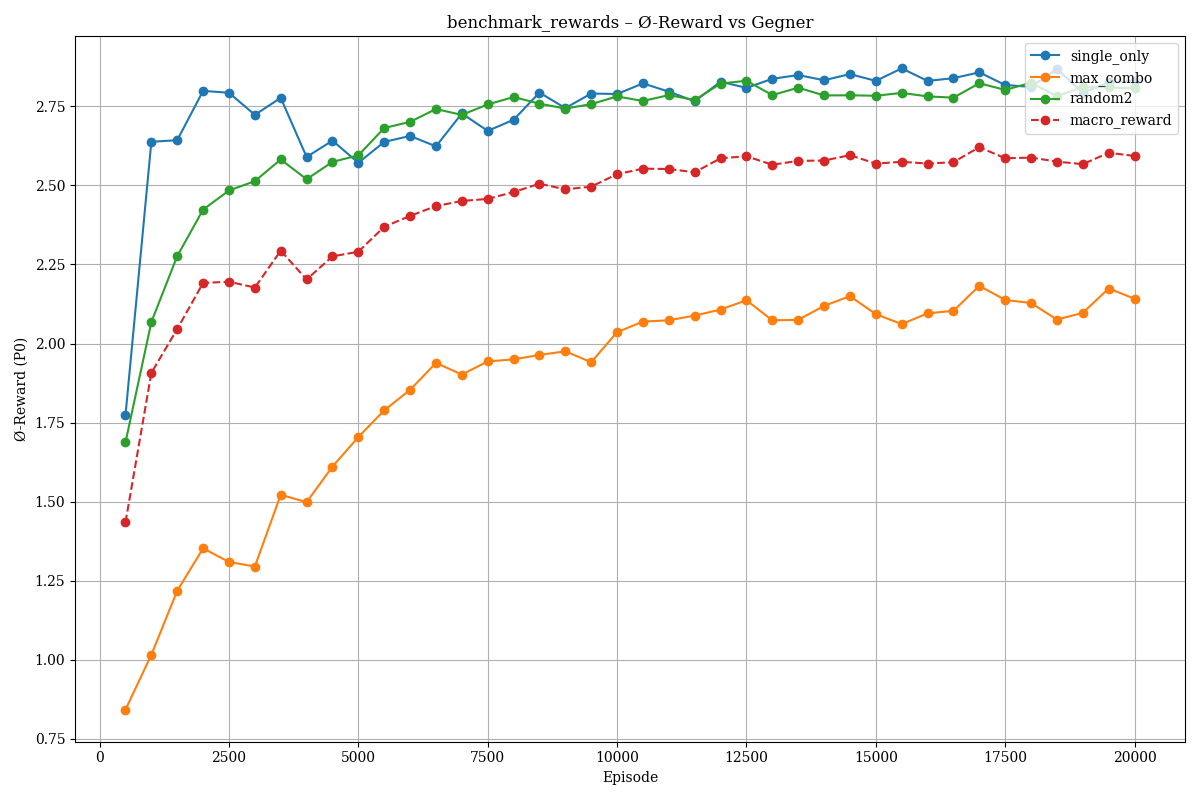 benchmark_rewards – Ø-Reward vs Gegner
single_only
max_combo
random2
macro_reward
Ø-Reward (P0)
2.75
2.50
2.25
2.00
1.75
1.50
1.25
1.00
0.75
0 2500 5000 7500 10000 12500 15000 17500 20000
Episode